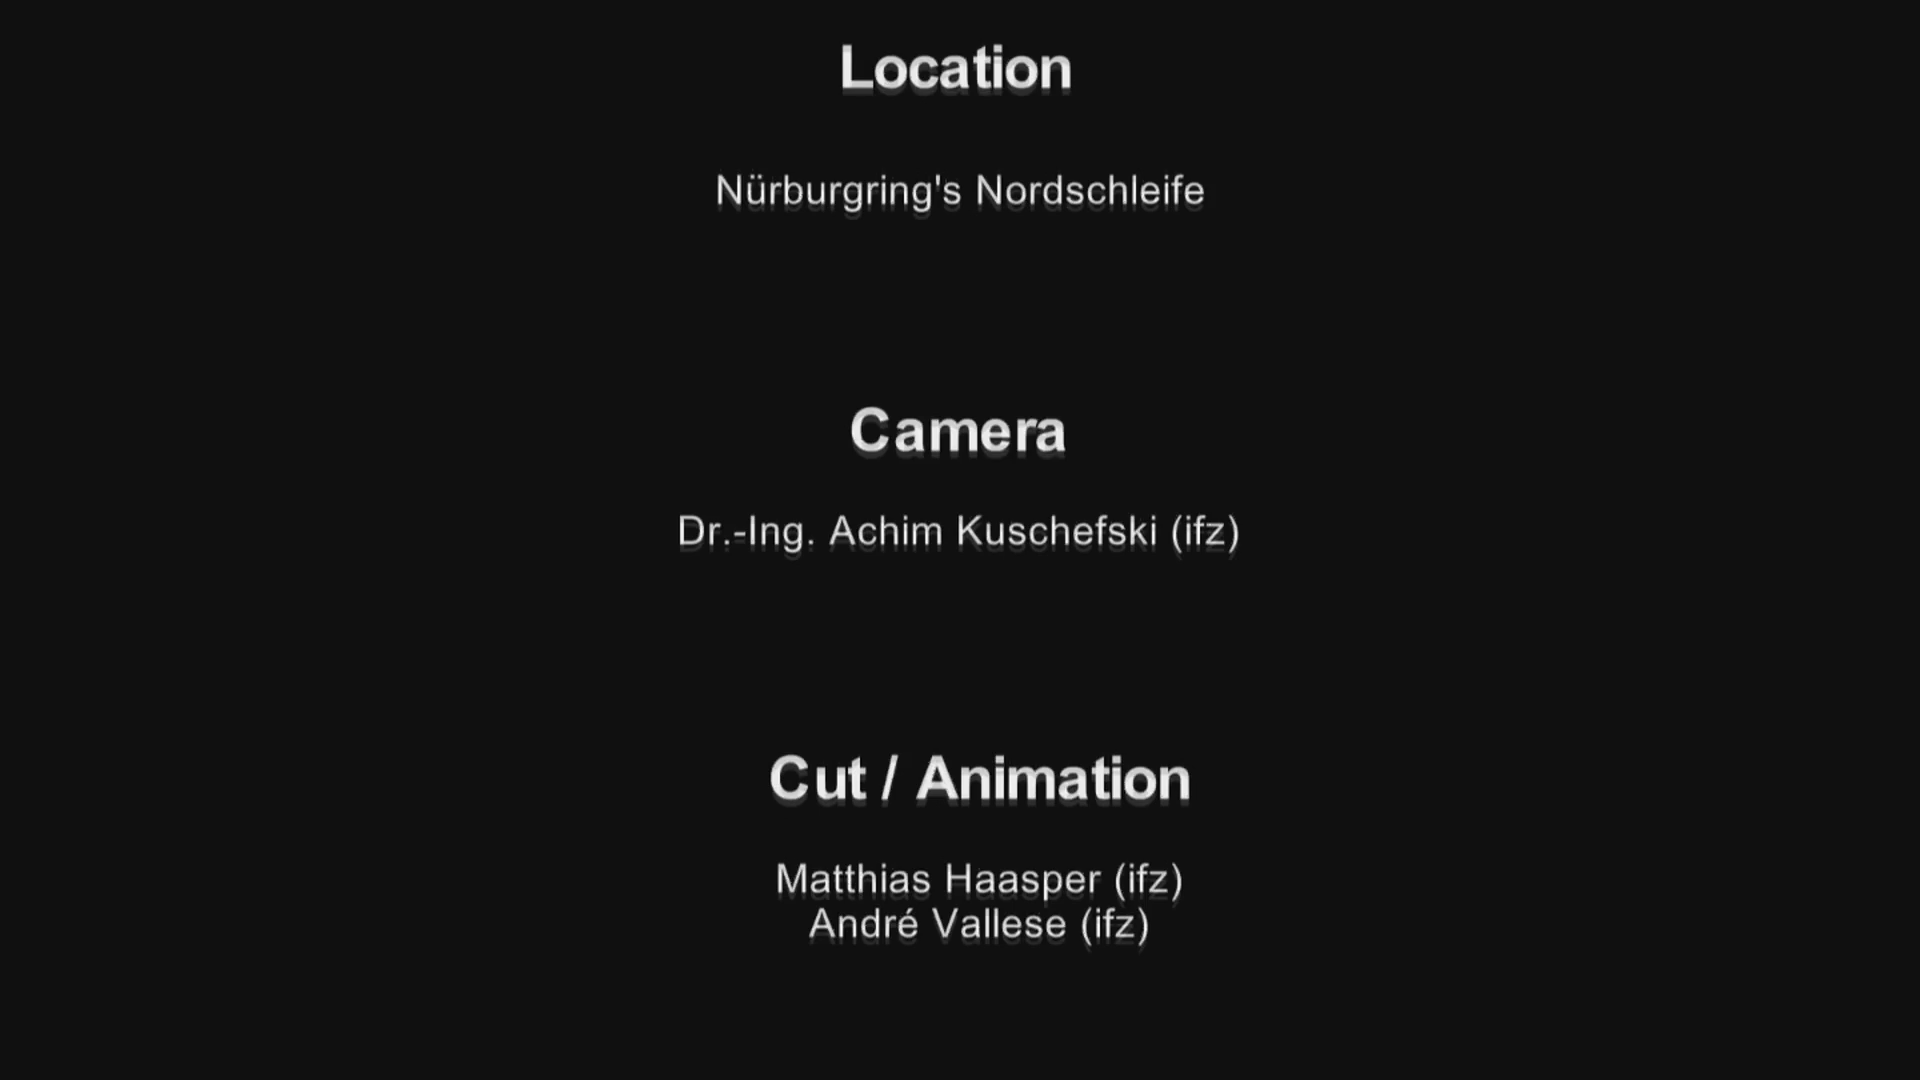 Location
Nürburgring's Nordschleife
Camera
Dr.-Ing. Achim Kuschefski (ifz)
Cut / Animation
Matthias Haasper (ifz)
André Vallese (ifz)